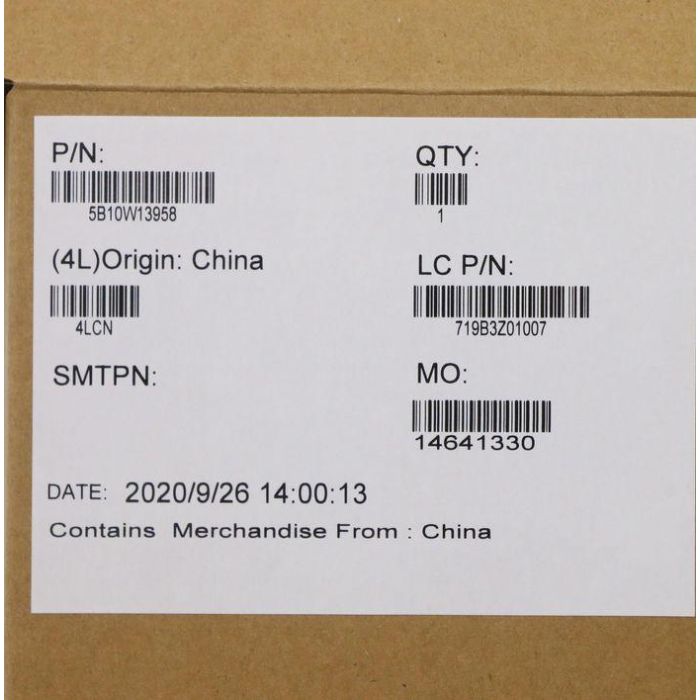 P/N:
QTY:
5B10W13958
1
(4L)Origin: China
LC P/N:
4LCN
719B3Z01007
SMTPN:
MO:
14641330
DATE: 2020/9/26 14:00:13
Contains Merchandise From : China